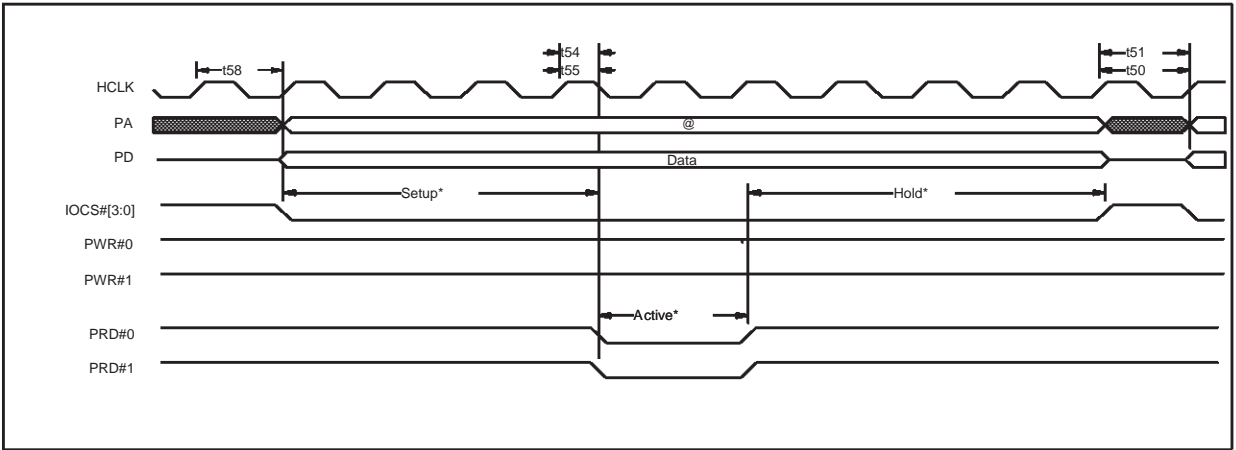 t54
t51
t58
t55
t50
HCLK
PA
@
PD
Data
Setup*
Hold*
IOCS#[3:0]
PWR#0
PWR#1
Active*
PRD#0
PRD#1